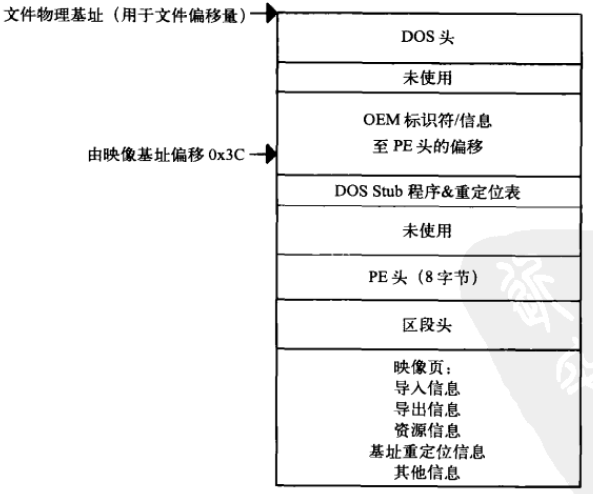 文件物理基址（用于文件偏移量）
DOS 头
未使用
OEM 标识符/信息
至 PE 头的偏移
由映像基址偏移 0x3C
DOS Stub 程序&重定位表
未使用
PE 头（8 字节）
区段头
映像页：
导入信息
导出信息
资源信息
基址重定位信息
其他信息